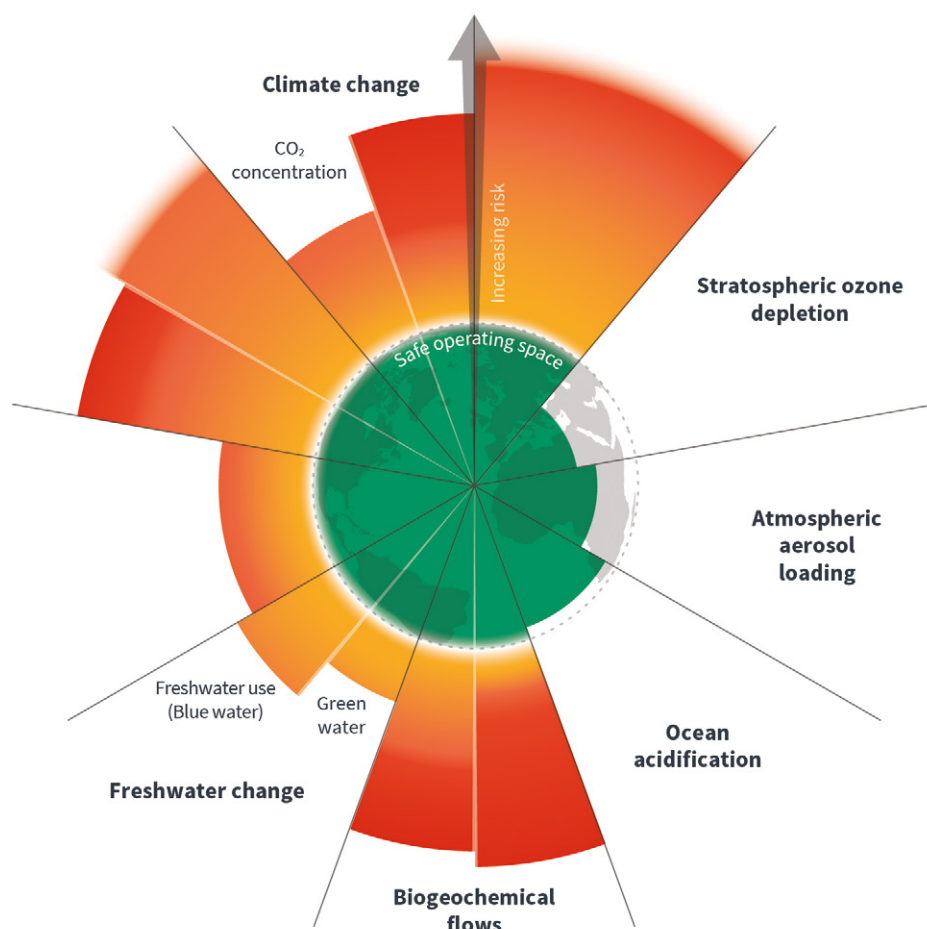 Climate change
CO₂
concentration
Increasing risk
Safe operating space
Stratospheric ozone
depletion
Atmospheric
aerosol
loading
Ocean
acidification
Freshwater use
(Blue water)
Green
water
Freshwater change
Biogeochemical
flows